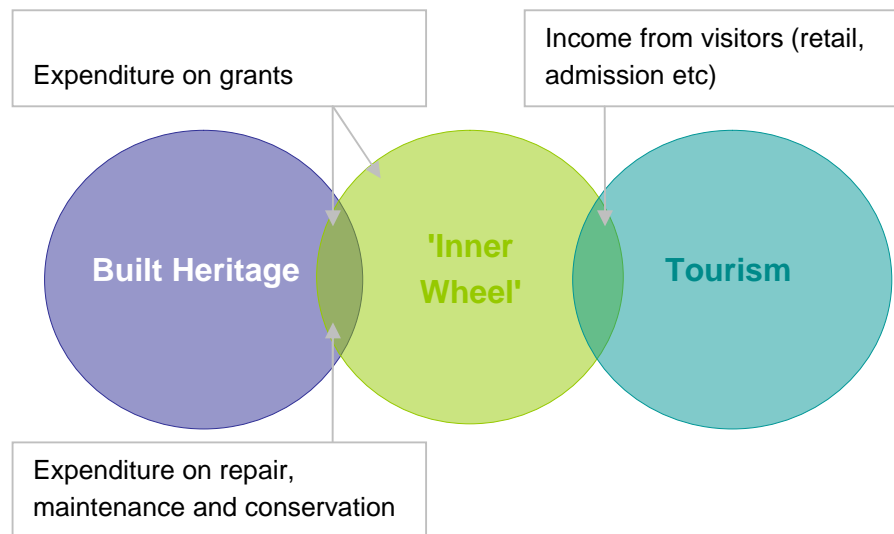 Expenditure on grants
Income from visitors (retail,
admission etc)
Built Heritage
'Inner
Wheel'
Tourism
Expenditure on repair,
maintenance and conservation